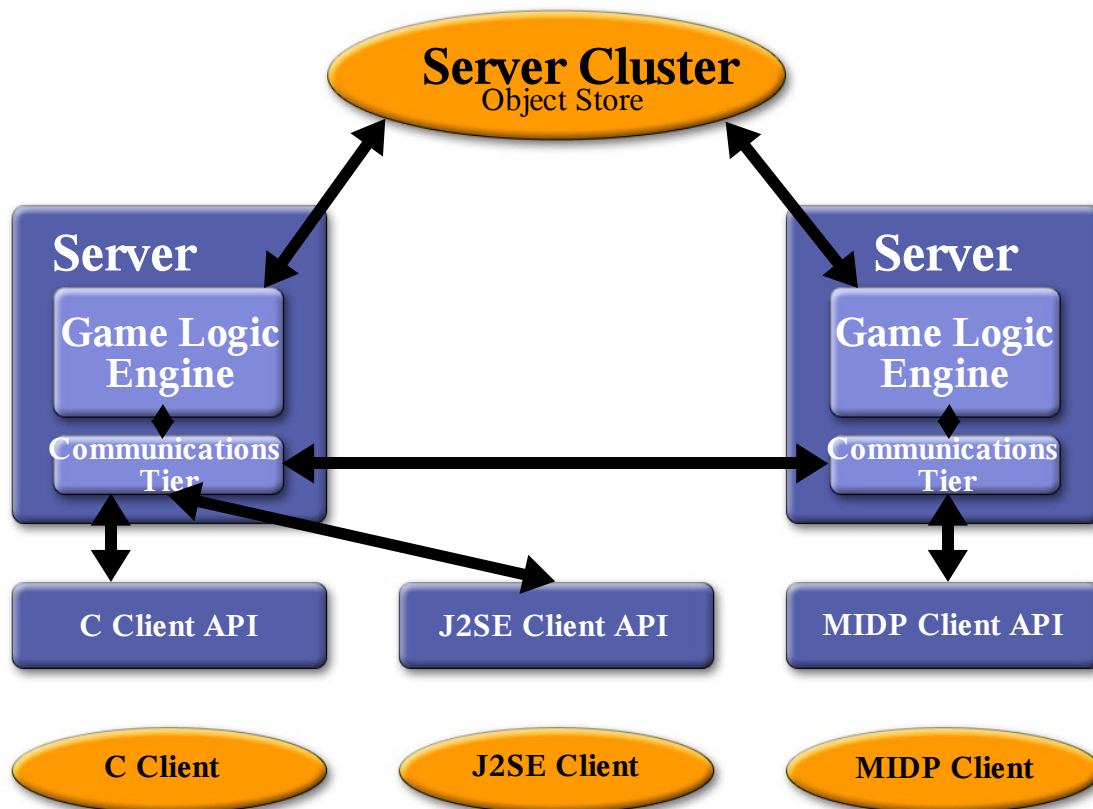 Server Cluster
Object Store
Server
Game Logic
Engine
Communications
Tier
Server
Game Logic
Engine
Communications
Tier
C Client API
J2SE Client API
MIDP Client API
C Client
J2SE Client
MIDP Client